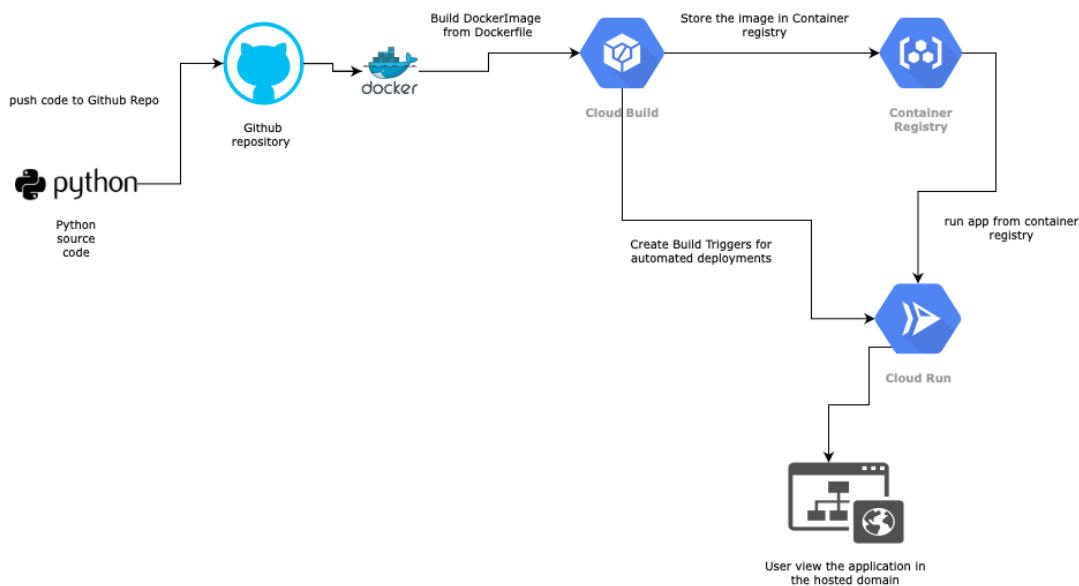 Build DockerImage
from Dockerfile
Store the image in Container
registry
docker
push code to Github Repo
Github
repository
Cloud Build
Container
Registry
python
Python
source
code
run app from container
registry
Create Build Triggers for
automated deployments
Cloud Run
User view the application in
the hosted domain